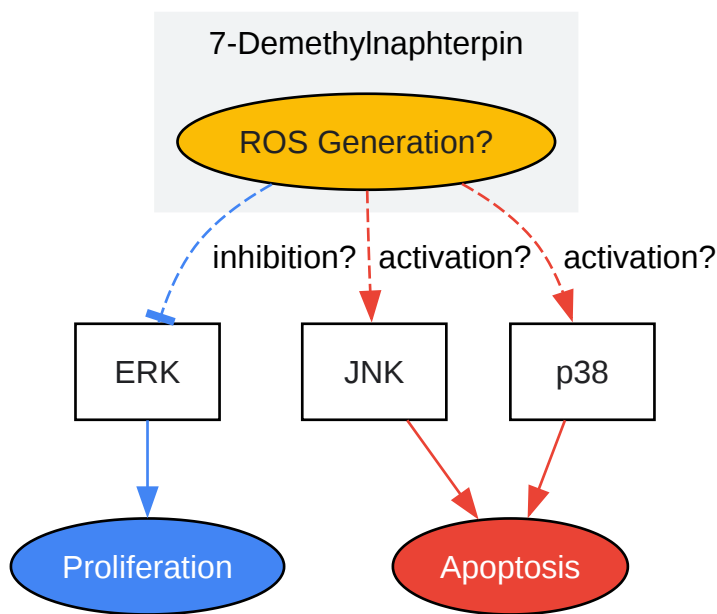 7-Demethylnaphterpin
ROS Generation?
inhibition? activation? activation?
ERK JNK p38
Proliferation Apoptosis